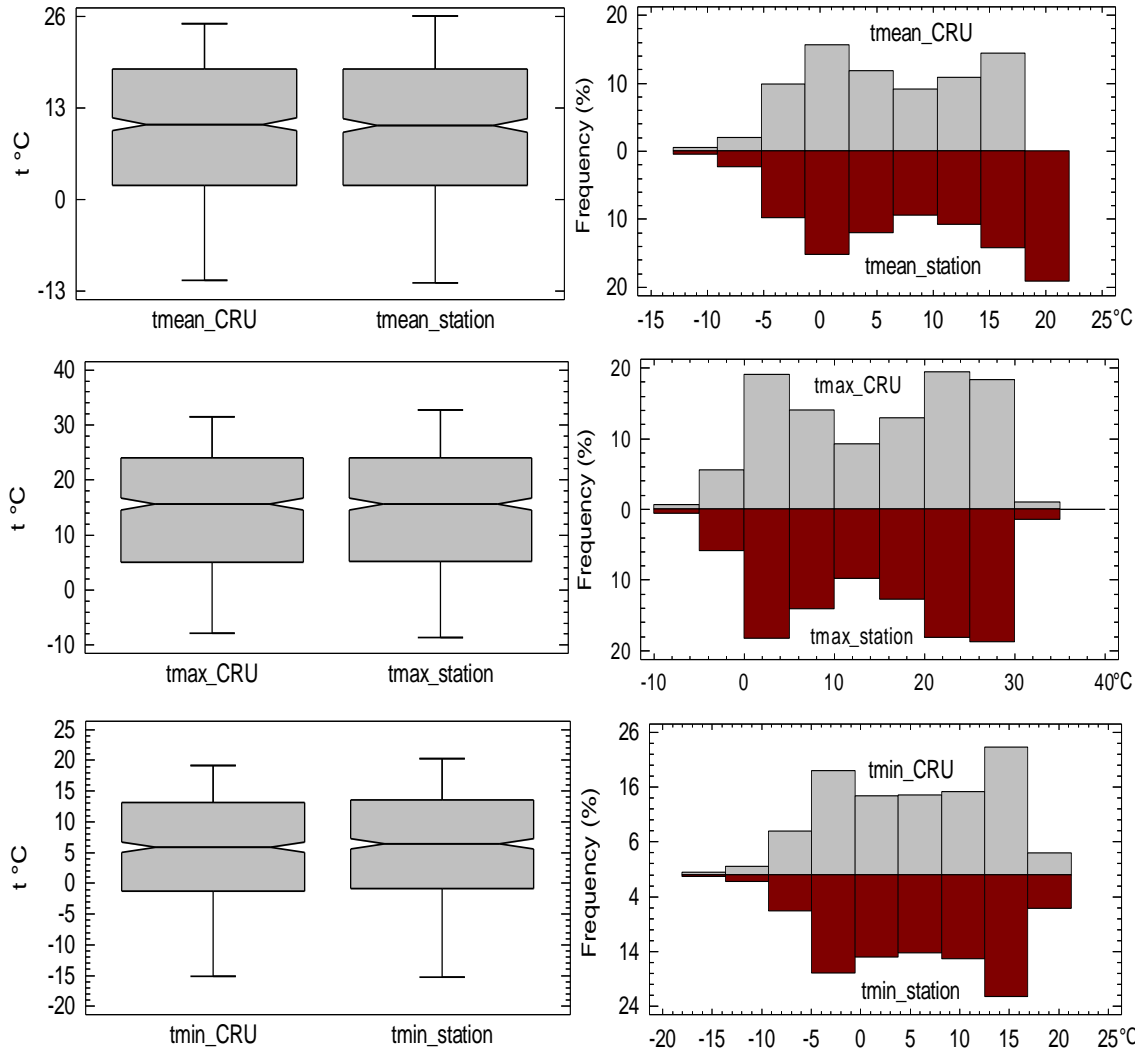 26
13
0
-13
t °C
tmean_CRU tmean_station
20
10
0
10
20
Frequency (%)
tmean_CRU
tmean_station
-15 -10 -5 0 5 10 15 20 25°C
40
30
20
10
0
-10
t °C
tmax_CRU tmax_station
20
10
0
10
20
Frequency (%)
tmax_CRU
tmax_station
-10 0 10 20 30 40°C
25
20
15
10
5
0
-5
-10
-15
-20
t °C
tmin_CRU tmin_station
26
16
6
4
14
24
Frequency (%)
tmin_CRU
tmin_station
-20 -15 -10 -5 0 5 10 15 20 25°C